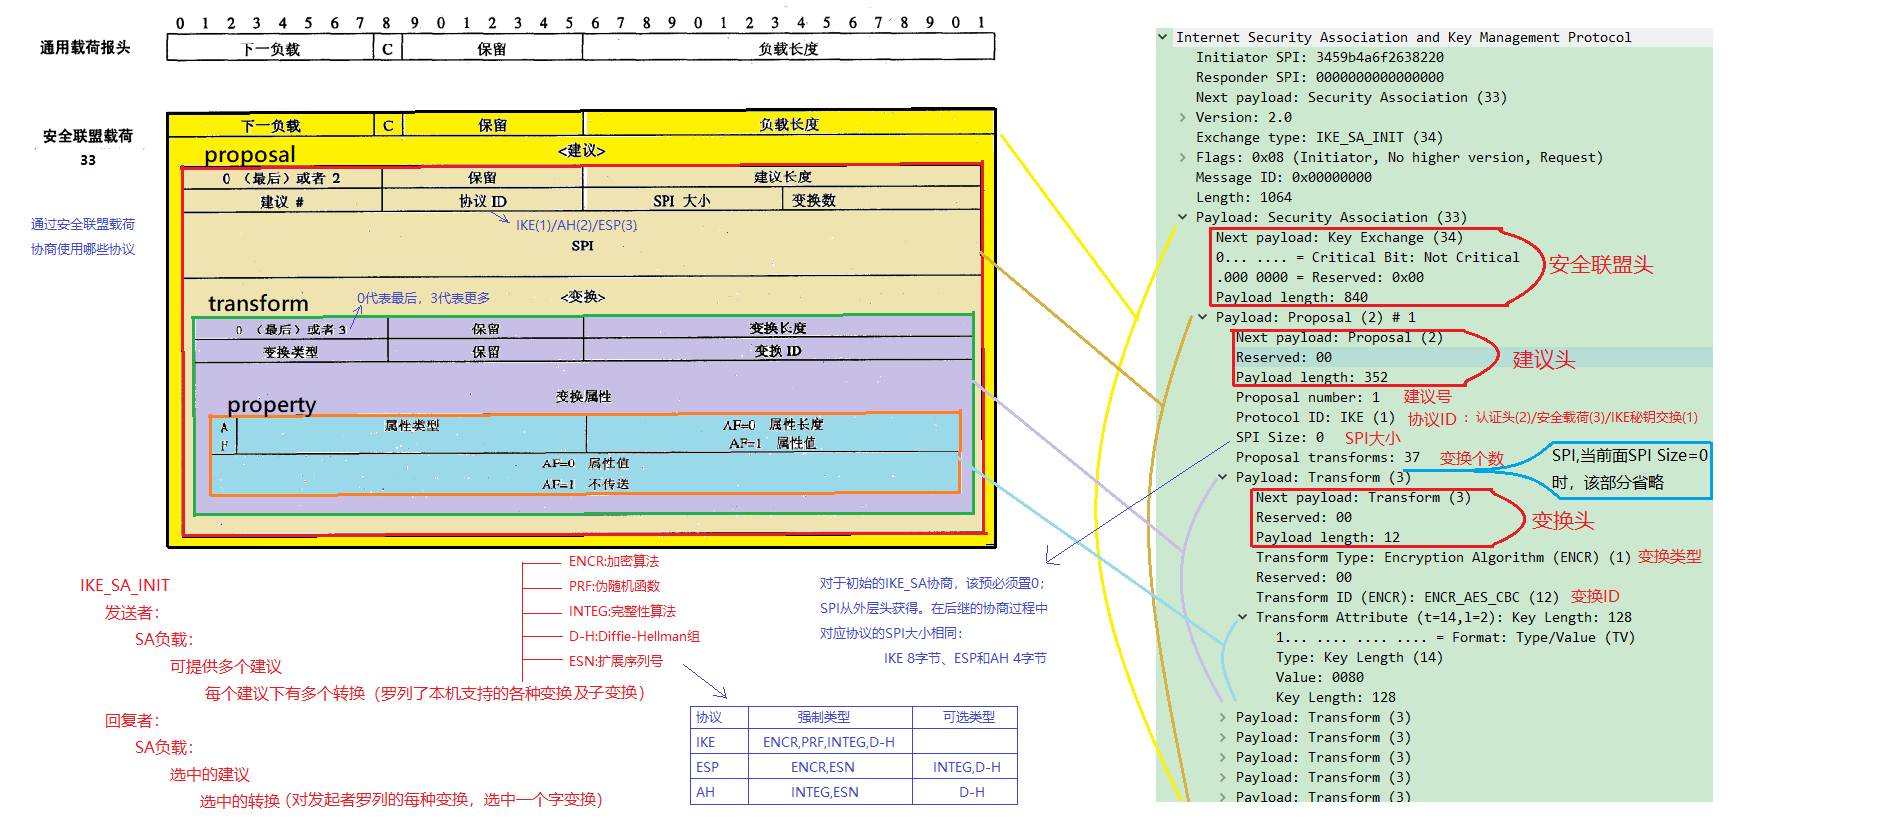 0 1 2 3 4 5 6 7 8 9 0 1 2 3 4 5 6 7 8 9 0 1 2 3 4 5 6 7 8 9 0 1
通用载荷报头
下一负载 C 保留 负载长度
安全联盟载荷
33
下一负载 C 保留 负载长度
proposal <建议>
0 （最后）或者 2 保留 建议长度
建议 # 协议 ID SPI 大小 变换数
通过安全联盟载荷
协商使用哪些协议
IKE(1)/AH(2)/ESP(3)
SPI
transform 0代表最后，3代表更多 <变换>
0 （最后）或者 3 保留 变换长度
变换类型 保留 变换 ID
变换属性
property
A
F
属性类型
AF=0 属性长度
AF=1 属性值
AF=0 属性值
AF=1 不传送
IKE_SA_INIT
发送者：
SA负载：
可提供多个建议
每个建议下有多个转换（罗列了本机支持的各种变换及子变换）
回复者：
SA负载：
选中的建议
选中的转换（对发起者罗列的每种变换，选中一个字变换）
ENCR:加密算法
PRF:伪随机函数
INTEG:完整性算法
D-H:Diffie-Hellman组
ESN:扩展序列号
协议 强制类型 可选类型
IKE ENCR,PRF,INTEG,D-H
ESP ENCR,ESN INTEG,D-H
AH INTEG,ESN D-H
对于初始的IKE_SA协商，该预必须置0；
SPI从外层头获得。在后继的协商过程中
对应协议的SPI大小相同：
IKE 8字节、ESP和AH 4字节
Internet Security Association and Key Management Protocol
Initiator SPI: 3459b4a6f2638220
Responder SPI: 0000000000000000
Next payload: Security Association (33)
Version: 2.0
Exchange type: IKE_SA_INIT (34)
Flags: 0x08 (Initiator, No higher version, Request)
Message ID: 0x00000000
Length: 1064
Payload: Security Association (33)
Next payload: Key Exchange (34)
0... .... = Critical Bit: Not Critical
.000 0000 = Reserved: 0x00
Payload length: 840
安全联盟头
Payload: Proposal (2) # 1
Next payload: Proposal (2)
Reserved: 00
Payload length: 352
建议头
Proposal number: 1 建议号
Protocol ID: IKE (1) 协议ID ：认证头(2)/安全载荷(3)/IKE秘钥交换(1)
SPI Size: 0 SPI大小
Proposal transforms: 37 变换个数
SPI,当前面SPI Size=0
时，该部分省略
Payload: Transform (3)
Next payload: Transform (3)
Reserved: 00
Payload length: 12
变换头
Transform Type: Encryption Algorithm (ENCR) (1) 变换类型
Reserved: 00
Transform ID (ENCR): ENCR_AES_CBC (12) 变换ID
Transform Attribute (t=14,l=2): Key Length: 128
1... .... .... .... = Format: Type/Value (TV)
Type: Key Length (14)
Value: 0080
Key Length: 128
Payload: Transform (3)
Payload: Transform (3)
Payload: Transform (3)
Payload: Transform (3)
Payload: Transform (3)